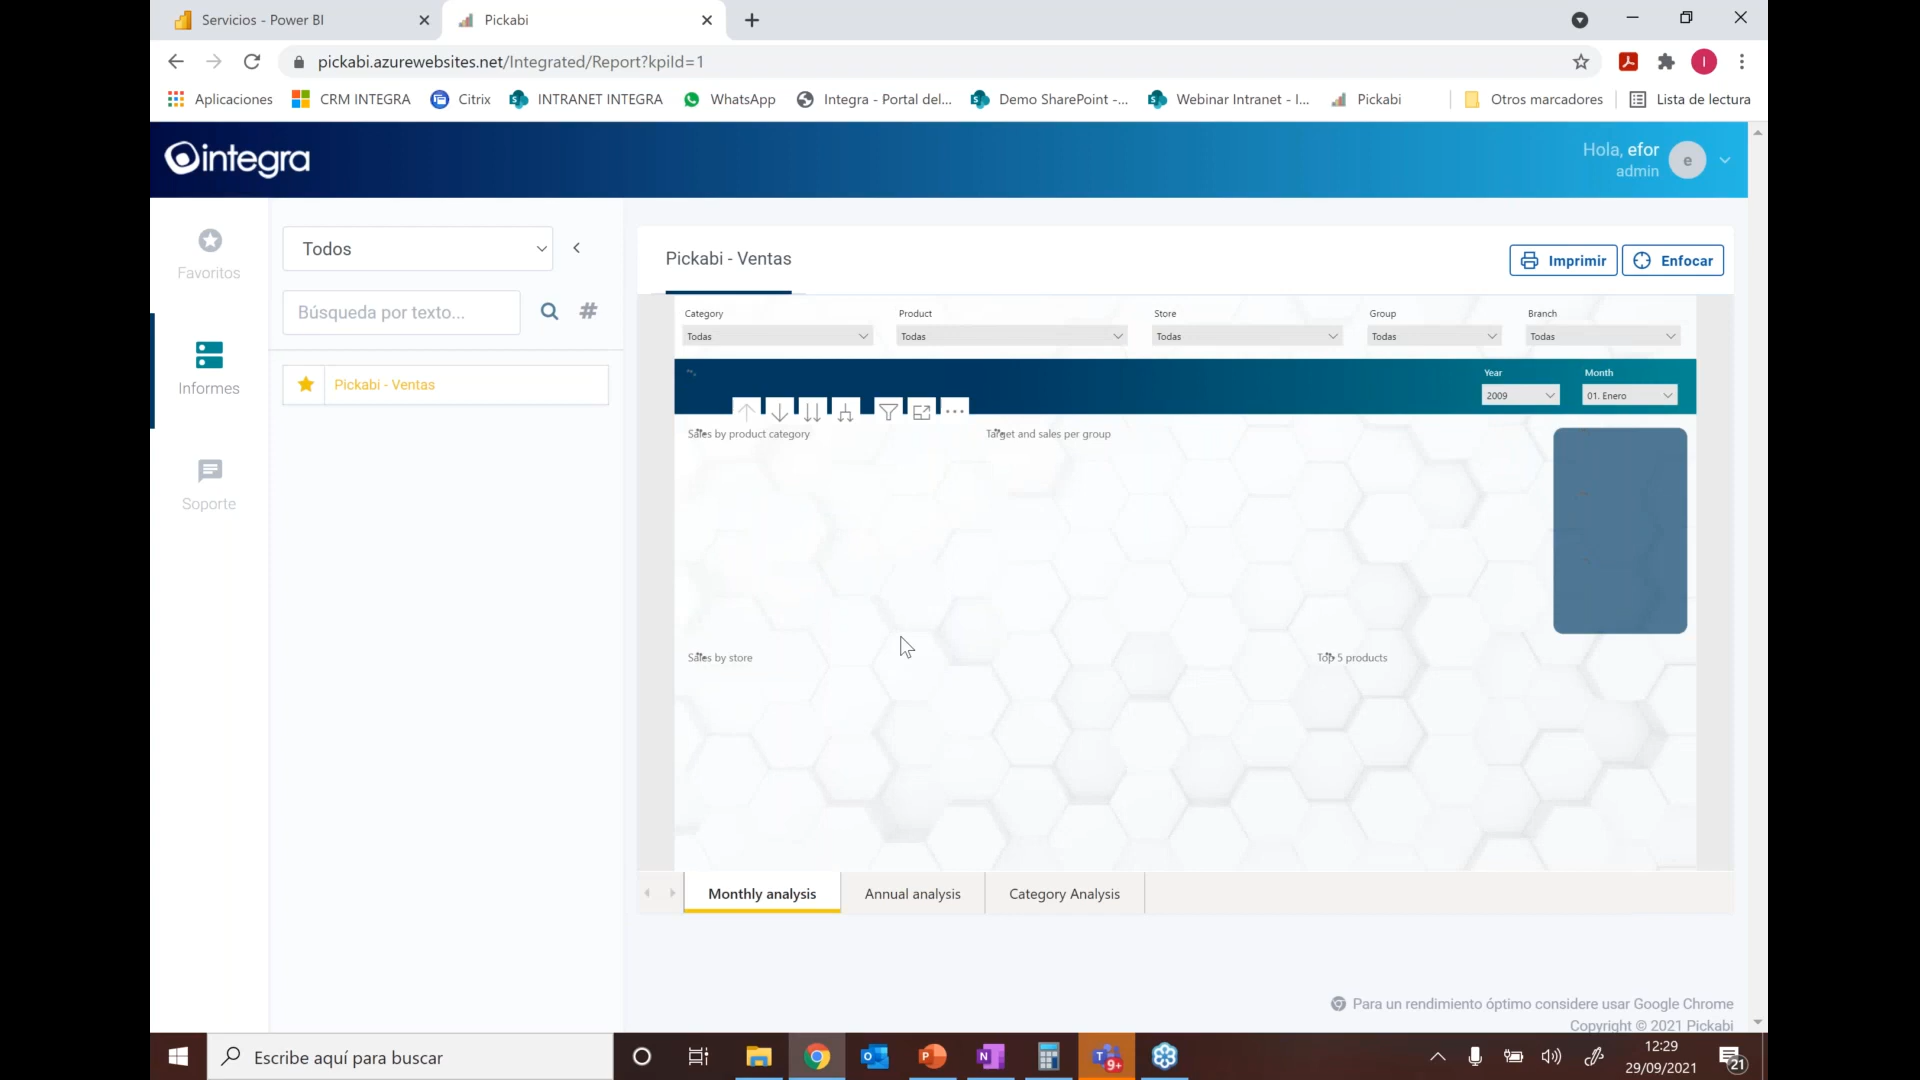 Servicios - Power BI
Pickabi
pickabi.azurewebsites.net/Integrated/Report?kpiId=1
Aplicaciones
CRM INTEGRA
Citrix
INTRANET INTEGRA
WhatsApp
Integra - Portal del...
Demo SharePoint -...
Webinar Intranet - I...
Pickabi
Otros marcadores
Lista de lectura
integra
Hola, efor
admin
e
Favoritos
Informes
Soporte
Todos
Búsqueda por texto...
#
Pickabi - Ventas
Pickabi - Ventas
Imprimir
Enfocar
Category
Product
Store
Group
Branch
Todas
Todas
Todas
Todas
Todas
Year
Month
2009
01. Enero
Sales by product category
Target and sales per group
Sales by store
Top 5 products
Monthly analysis
Annual analysis
Category Analysis
Para un rendimiento óptimo considere usar Google Chrome
Copyright © 2021 Pickabi
Escribe aquí para buscar
9+
12:29
29/09/2021
21